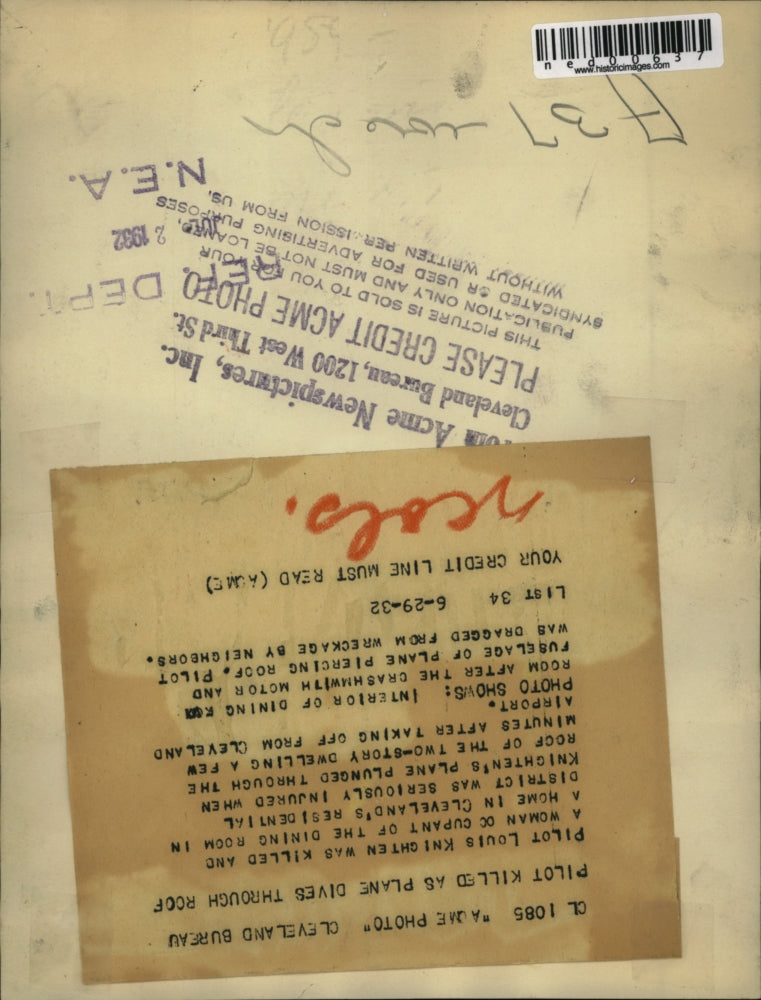 ned00637
www.historicimages.com
N.E.A.
REF. DEPT.
JUL 2 1932
Acme Newspictures, Inc.
Cleveland Bureau, 1200 West Third St.
PLEASE CREDIT ACME PHOTO
THIS PICTURE IS SOLD TO YOU FOR YOUR
PUBLICATION ONLY AND MUST NOT BE LOANED,
SYNDICATED OR USED FOR ADVERTISING PURPOSES
WITHOUT WRITTEN PERMISSION FROM US.
CL 1085 "ACME PHOTO" CLEVELAND BUREAU
PILOT KILLED AS PLANE DIVES THROUGH ROOF
PILOT LOUIS KNIGHTEN WAS KILLED AND
A WOMAN OCCUPANT OF THE DINING ROOM IN
A HOME IN CLEVELAND'S RESIDENTIAL
DISTRICT WAS SERIOUSLY INJURED WHEN
KNIGHTEN'S PLANE PLUNGED THROUGH THE
ROOF OF THE TWO-STORY DWELLING A FEW
MINUTES AFTER TAKING OFF FROM CLEVELAND
AIRPORT.
PHOTO SHOWS: INTERIOR OF DINING
ROOM AFTER THE CRASHMWITH MOTOR AND
FUSELAGE OF PLANE PIERCING ROOF. PILOT
WAS DRAGGED FROM WRECKAGE BY NEIGHBORS.
LIST 34 6-29-32
YOUR CREDIT LINE MUST READ (ACME)